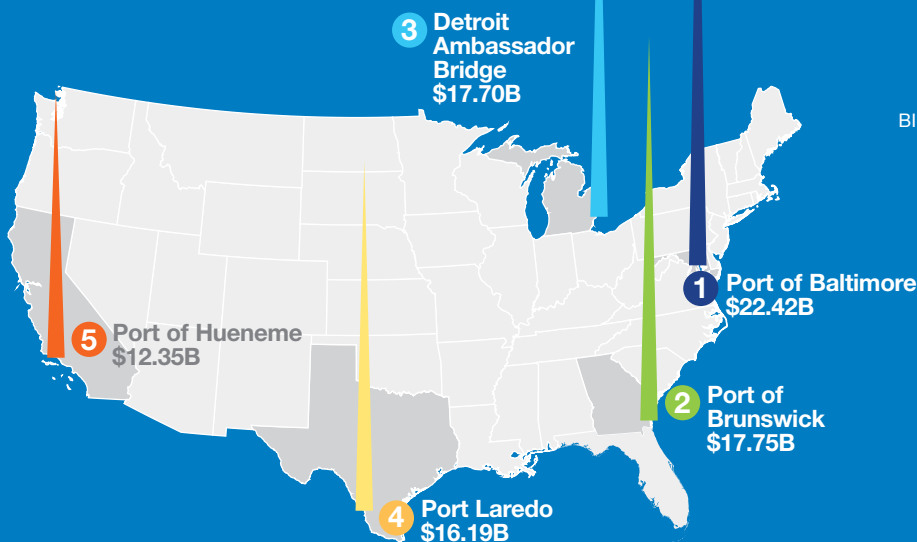 3 Detroit
Ambassador
Bridge
$17.70B
BI
1 Port of Baltimore
$22.42B
5 Port of Hueneme
$12.35B
2 Port of
Brunswick
$17.75B
4 Port Laredo
$16.19B